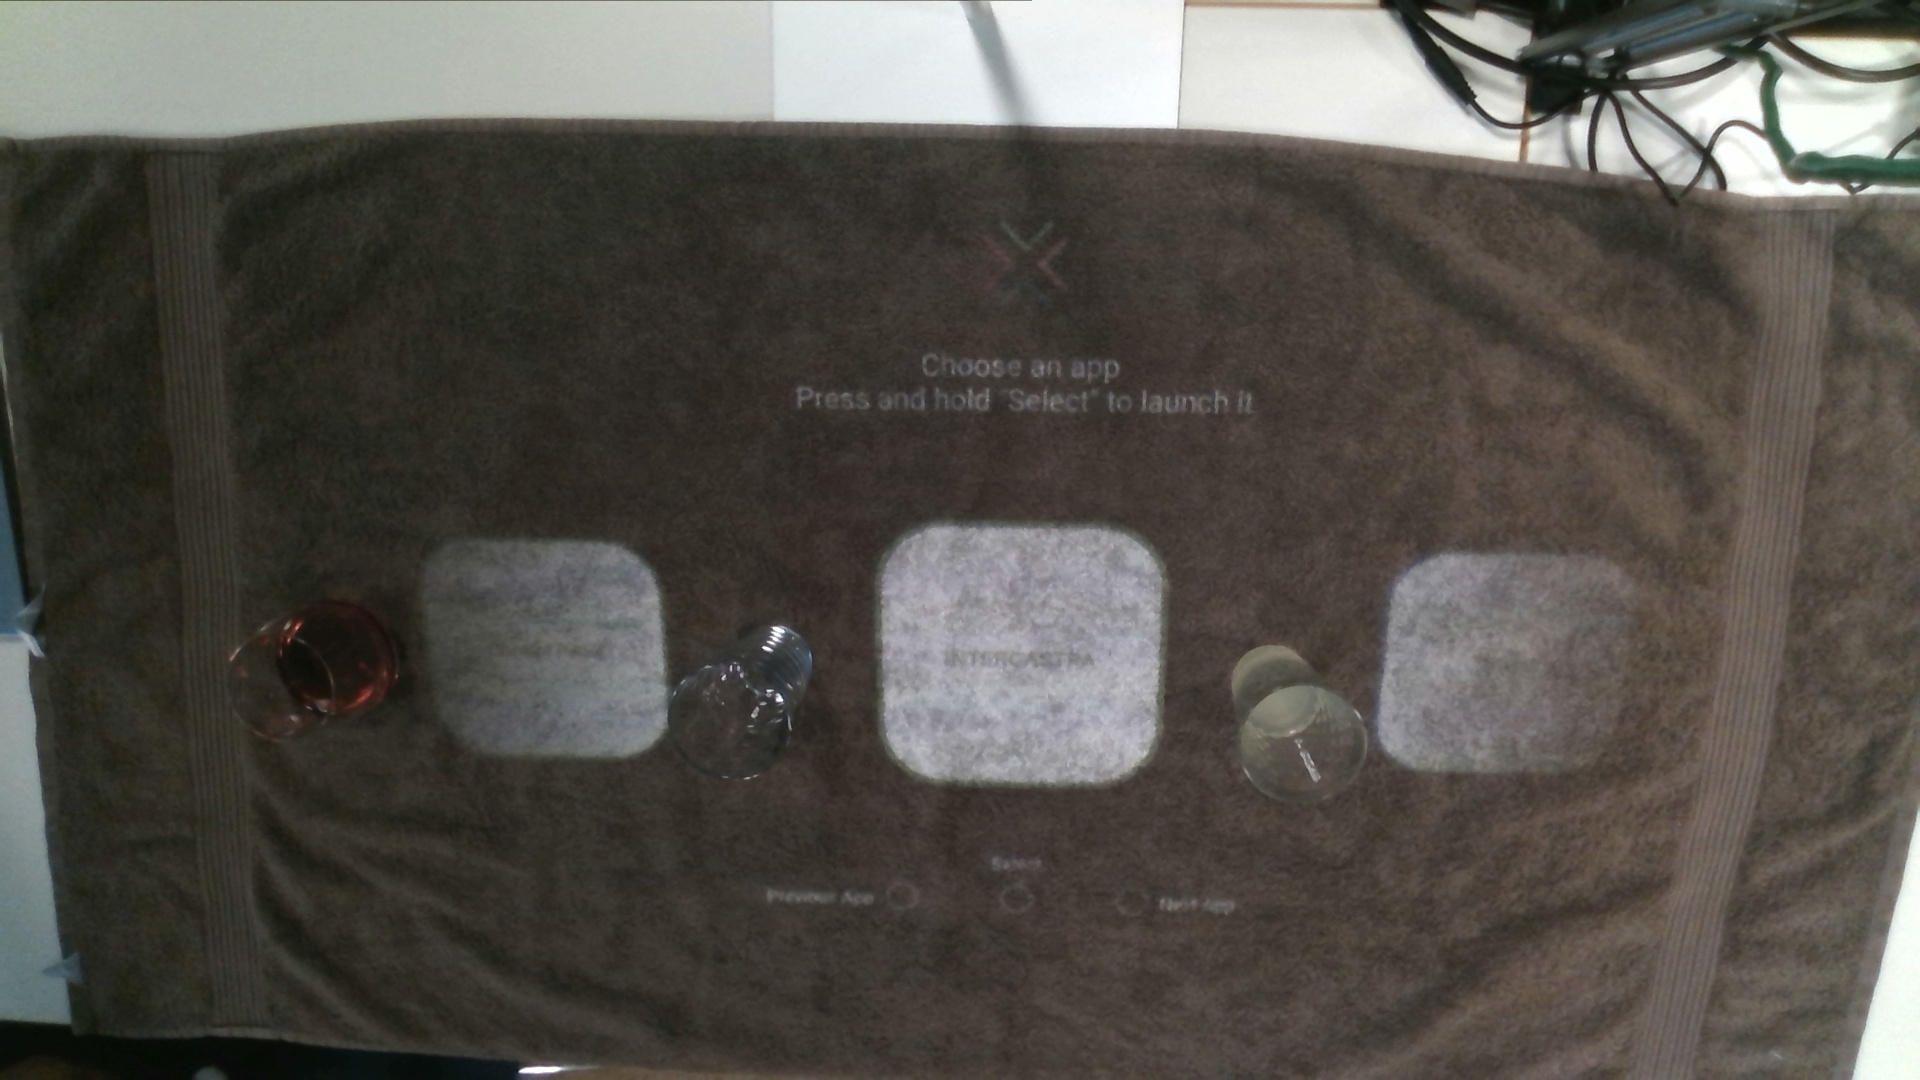 Choose an app
Press and hold "Select" to launch it
INTERGASTRA
Select
Previous App
Next App